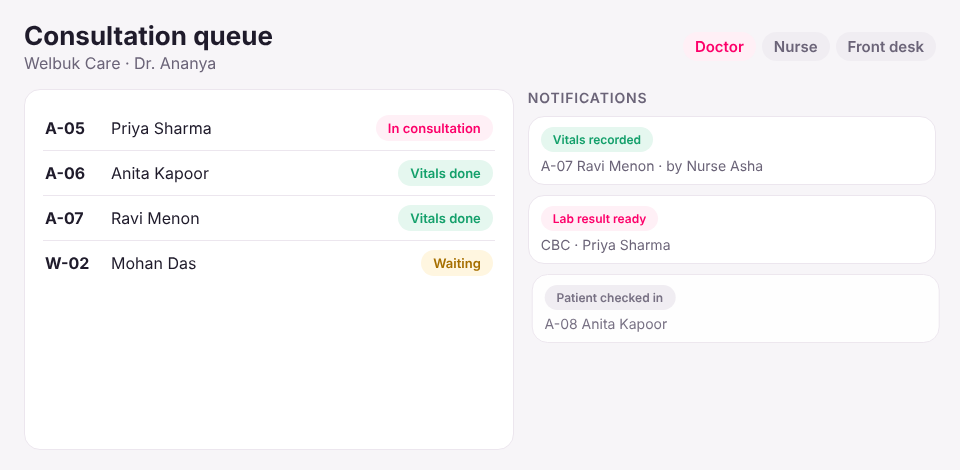 Consultation queue
Welbuk Care · Dr. Ananya
Doctor
Nurse
Front desk
A-05 Priya Sharma In consultation
A-06 Anita Kapoor Vitals done
A-07 Ravi Menon Vitals done
W-02 Mohan Das Waiting
NOTIFICATIONS
Vitals recorded
A-07 Ravi Menon · by Nurse Asha
Lab result ready
CBC · Priya Sharma
Patient checked in
A-08 Anita Kapoor